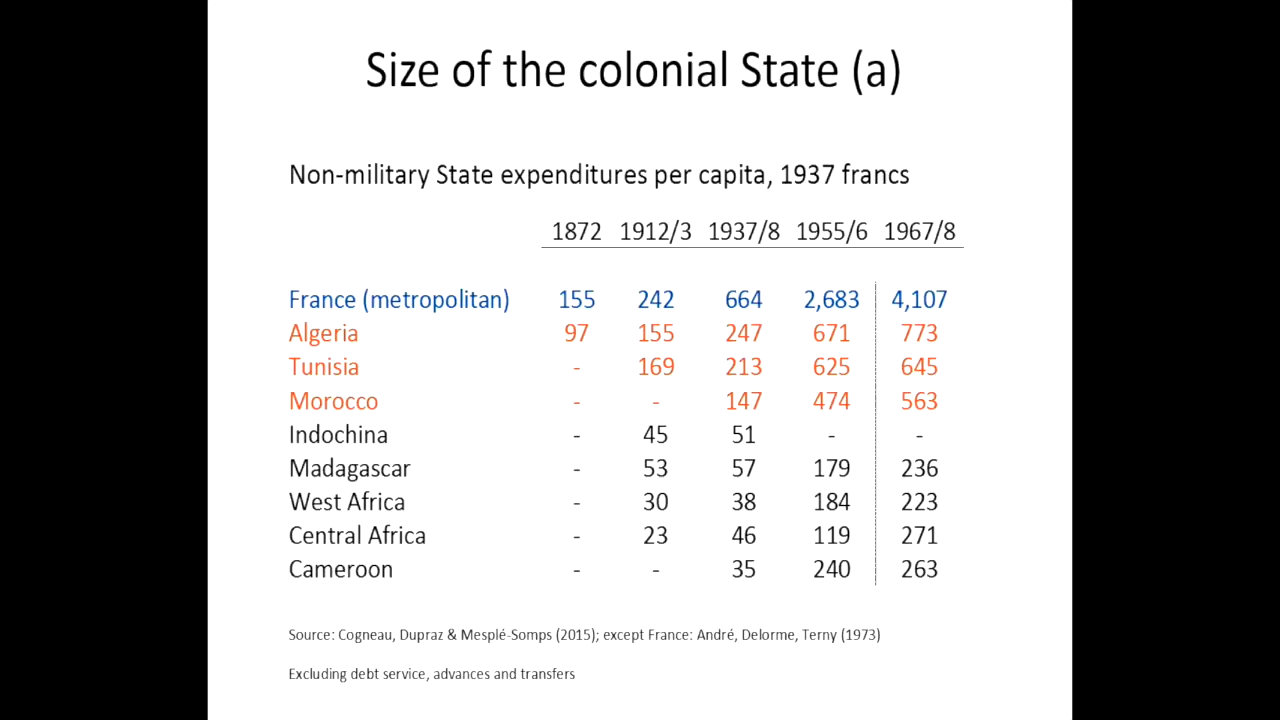 Size of the colonial State (a)
Non-military State expenditures per capita, 1937 francs
1872 1912/3 1937/8 1955/6 1967/8
France (metropolitan) 155 242 664 2,683 4,107
Algeria 97 155 247 671 773
Tunisia - 169 213 625 645
Morocco - - 147 474 563
Indochina - 45 51 - -
Madagascar - 53 57 179 236
West Africa - 30 38 184 223
Central Africa - 23 46 119 271
Cameroon - - 35 240 263
Source: Cogneau, Dupraz & Mesplé-Somps (2015); except France: André, Delorme, Terny (1973)
Excluding debt service, advances and transfers